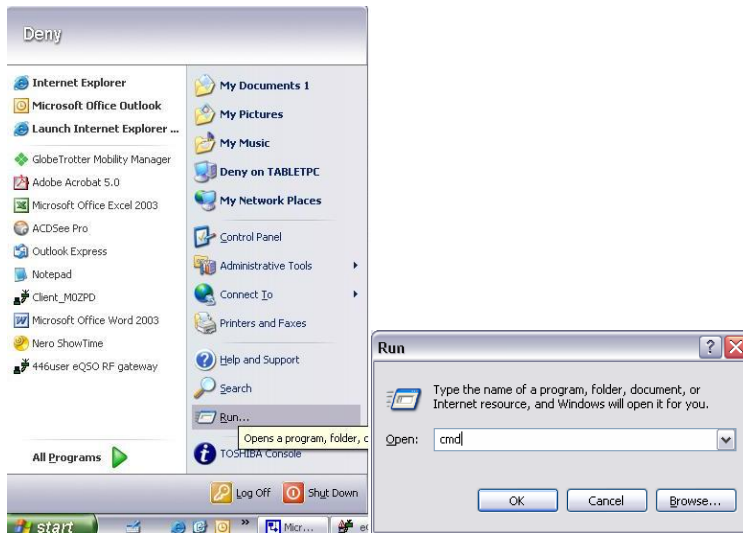 Deny
Internet Explorer
Microsoft Office Outlook
Launch Internet Explorer ...
GlobeTrotter Mobility Manager
Adobe Acrobat 5.0
Microsoft Office Excel 2003
ACDSee Pro
Outlook Express
Notepad
Client_M0ZPD
Microsoft Office Word 2003
Nero ShowTime
446user eQSO RF gateway
All Programs
My Documents 1
My Pictures
My Music
Deny on TABLETPC
My Network Places
Control Panel
Administrative Tools
Connect To
Printers and Faxes
Help and Support
Search
Run...
Opens a program, folder, c
TOSHIBA Console
Log Off
Shut Down
start
»
Micr...
eQ
Run
Type the name of a program, folder, document, or
Internet resource, and Windows will open it for you.
Open:
cmd
OK
Cancel
Browse...